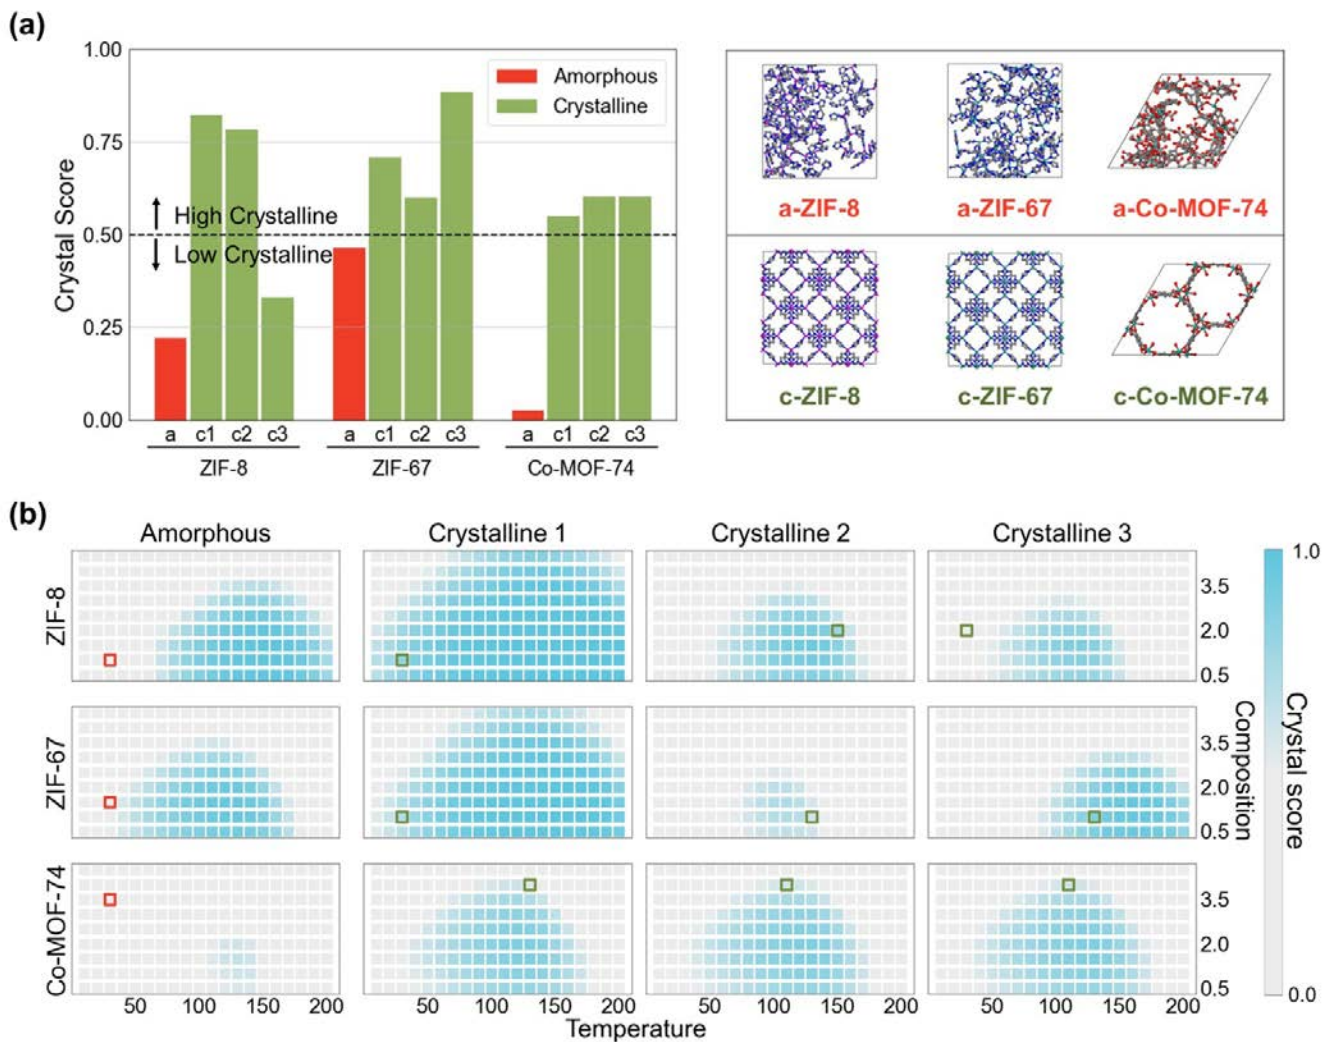 (a)
1.00
0.75
0.50
0.25
0.00
Crystal Score
Amorphous
Crystalline
High Crystalline
Low Crystalline
a c1 c2 c3 a c1 c2 c3 a c1 c2 c3
ZIF-8 ZIF-67 Co-MOF-74
a-ZIF-8 a-ZIF-67 a-Co-MOF-74
c-ZIF-8 c-ZIF-67 c-Co-MOF-74
(b)
Amorphous Crystalline 1 Crystalline 2 Crystalline 3
ZIF-8
3.5
2.0
0.5
ZIF-67
3.5
2.0
0.5
Co-MOF-74
3.5
2.0
0.5
Composition
1.0
Crystal score
0.0
50 100 150 200 50 100 150 200 50 100 150 200 50 100 150 200
Temperature